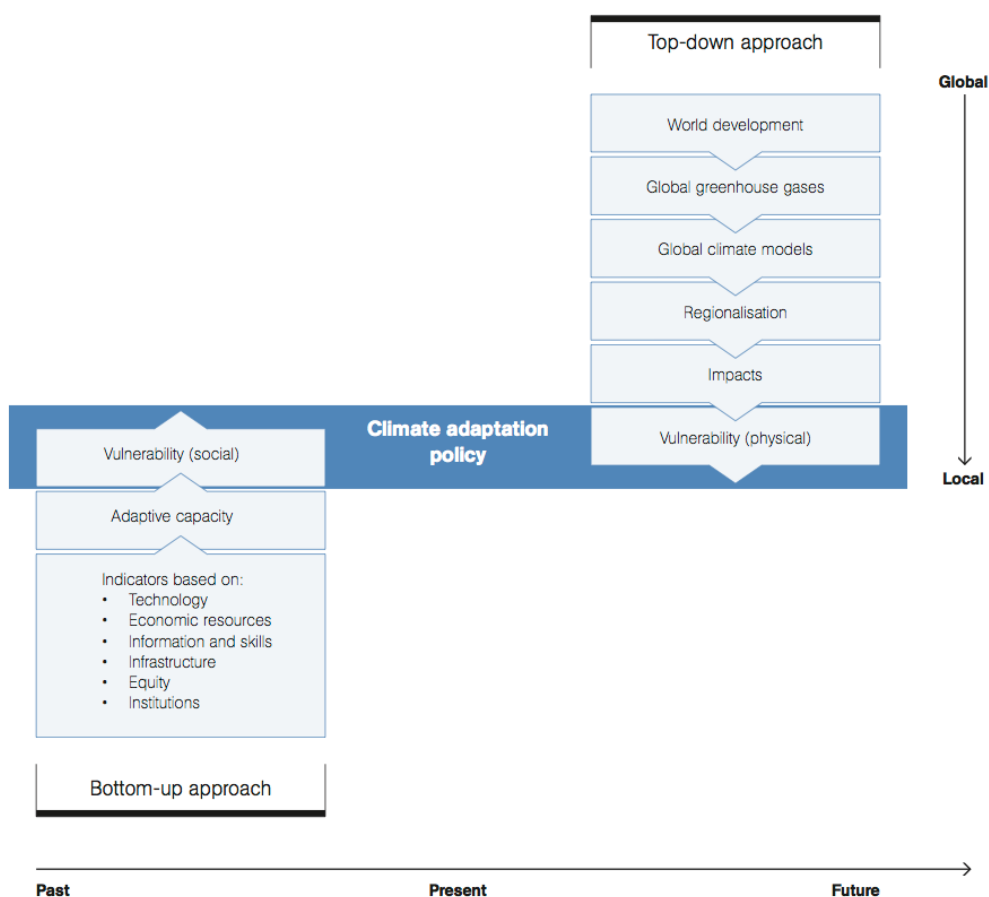 Top-down approach
Global
World development
Global greenhouse gases
Global climate models
Regionalisation
Impacts
Climate adaptation
policy
Vulnerability (physical)
Vulnerability (social)
Local
Adaptive capacity
Indicators based on:
• Technology
• Economic resources
• Information and skills
• Infrastructure
• Equity
• Institutions
Bottom-up approach
Past
Present
Future